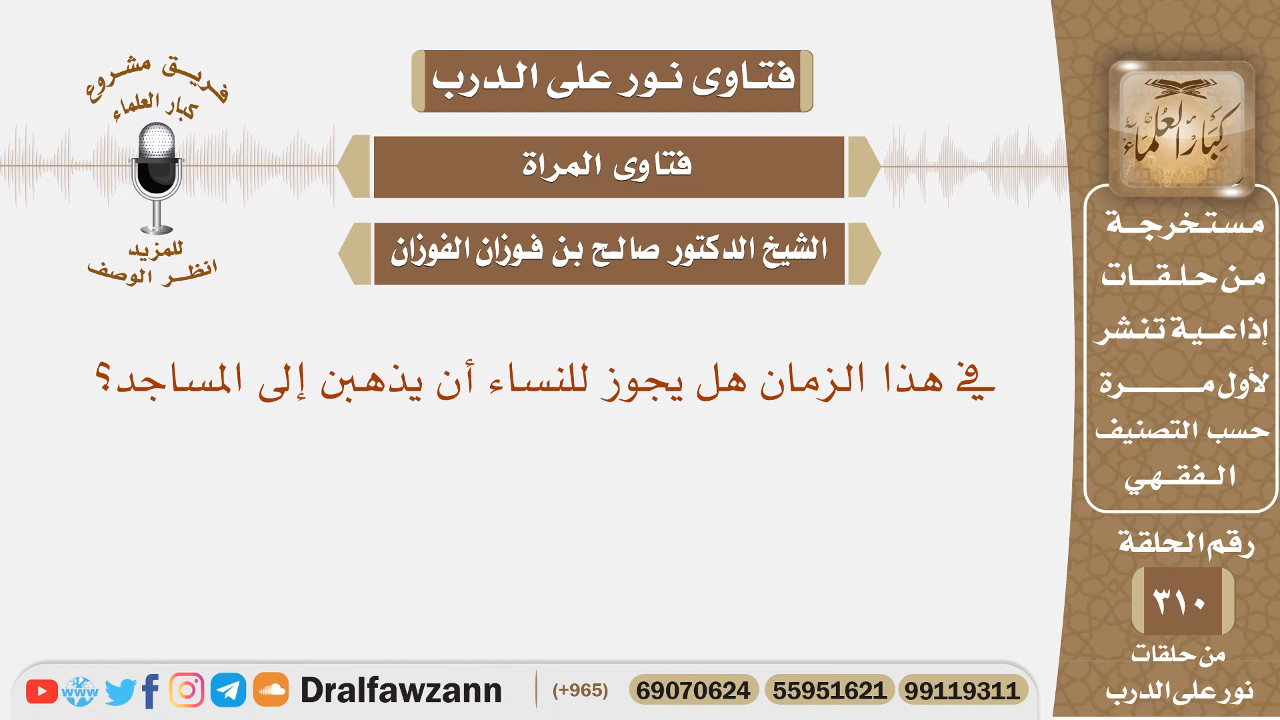 فتاوى نور على الدرب
فتاوى المراة
الشيخ الدكتور صالح بن فوزان الفوزان
في هذا الزمان هل يجوز للنساء أن يذهبن إلى المساجد؟
فريق مشروع
كبار العلماء
للمزيد
انظر الوصف
كبار العلماء
مستخرجة
من حلقات
إذاعية تنشر
لأول مرة
حسب التصنيف
الفقهي
رقم الحلقة
٣١٠
من حلقات
نور على الدرب
www Dralfawzann (+965) 69070624 55951621 99119311